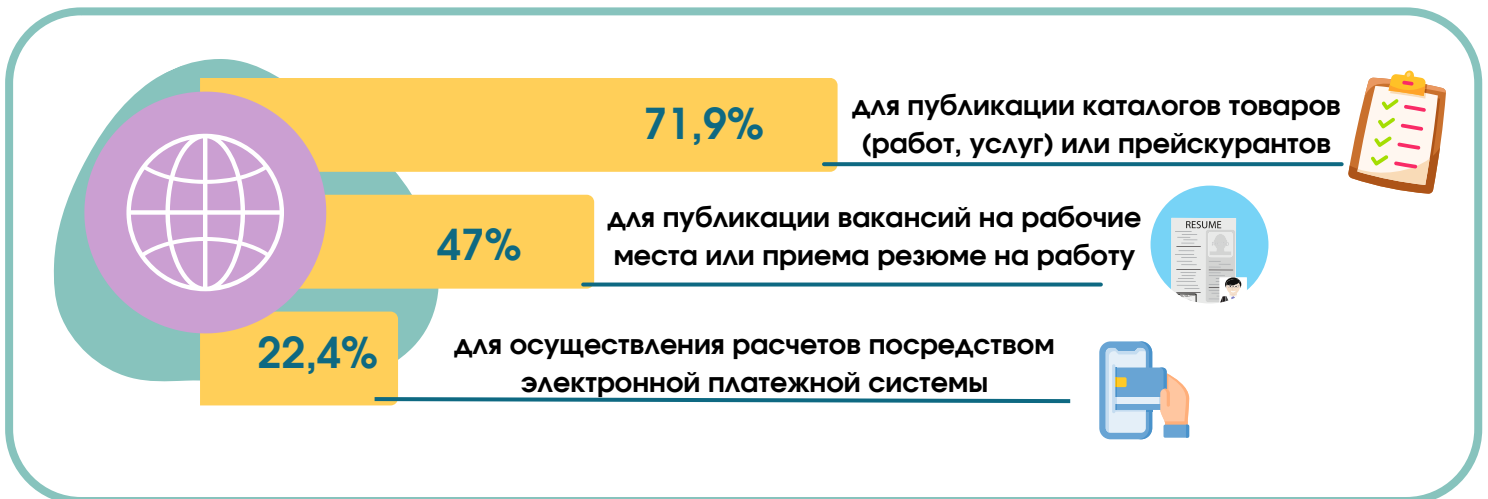 71,9%
для публикации каталогов товаров
(работ, услуг) или прейскурантов
47%
для публикации вакансий на рабочие
места или приема резюме на работу
RESUME
22,4%
для осуществления расчетов посредством
электронной платежной системы